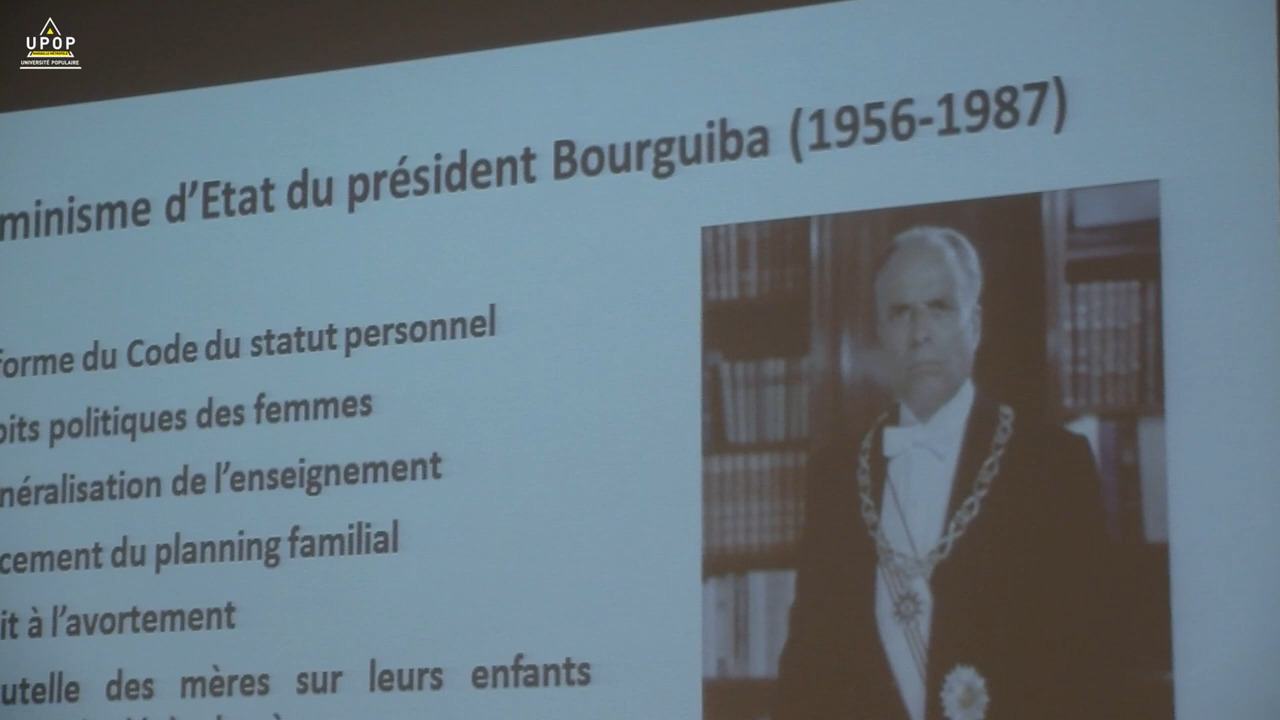 UPOP
UNIVERSITÉ POPULAIRE
minisme d'Etat du président Bourguiba (1956-1987)
forme du Code du statut personnel
oits politiques des femmes
néralisation de l'enseignement
cement du planning familial
it à l'avortement
utelle des mères sur leurs enfants